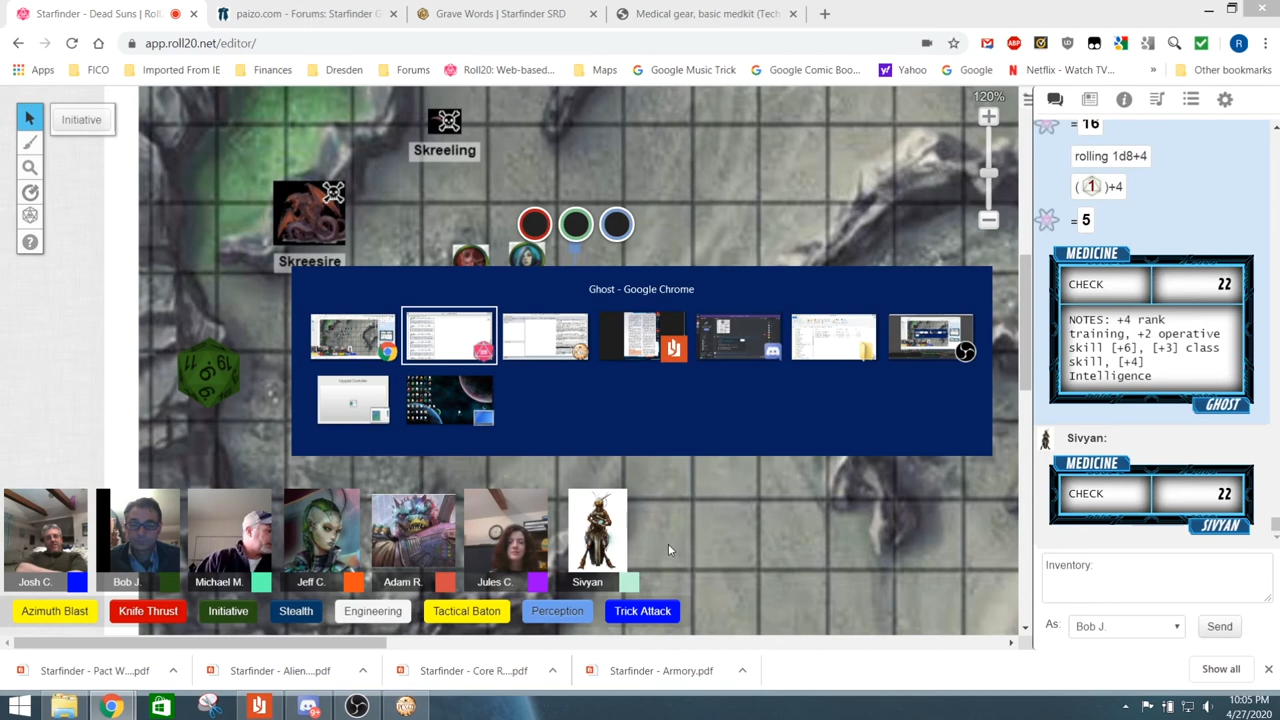 Starfinder - Dead Suns | Roll
paizo.com - Forums: Starfinder G
Grave Words | Starfinder SRD
Medical gear, basic medkit (Tech
app.roll20.net/editor/
ABP
R
Apps
FICO
Imported From IE
Finances
Dresden
Forums
Roll20: Web-based...
Maps
Google Music Trick
Google Comic Boo...
Yahoo
Google
Netflix - Watch TV...
»
Other bookmarks
Initiative
120%
Skreeling
Skreesire
Ghost - Google Chrome
= 16
rolling 1d8+4
(1)+4
= 5
MEDICINE
CHECK 22
NOTES: +4 rank
training, +2 operative
skill [+6], [+3] class
skill, [+4]
Intelligence
GHOST
Sivyan:
MEDICINE
CHECK 22
SIVYAN
Inventory:
As: Bob J. Send
Josh C.
Bob J.
Michael M.
Jeff C.
Adam R.
Jules C.
Sivyan
Azimuth Blast
Knife Thrust
Initiative
Stealth
Engineering
Tactical Baton
Perception
Trick Attack
Starfinder - Pact W....pdf
Starfinder - Alien....pdf
Starfinder - Core R....pdf
Starfinder - Armory.pdf
Show all
10:05 PM
4/27/2020